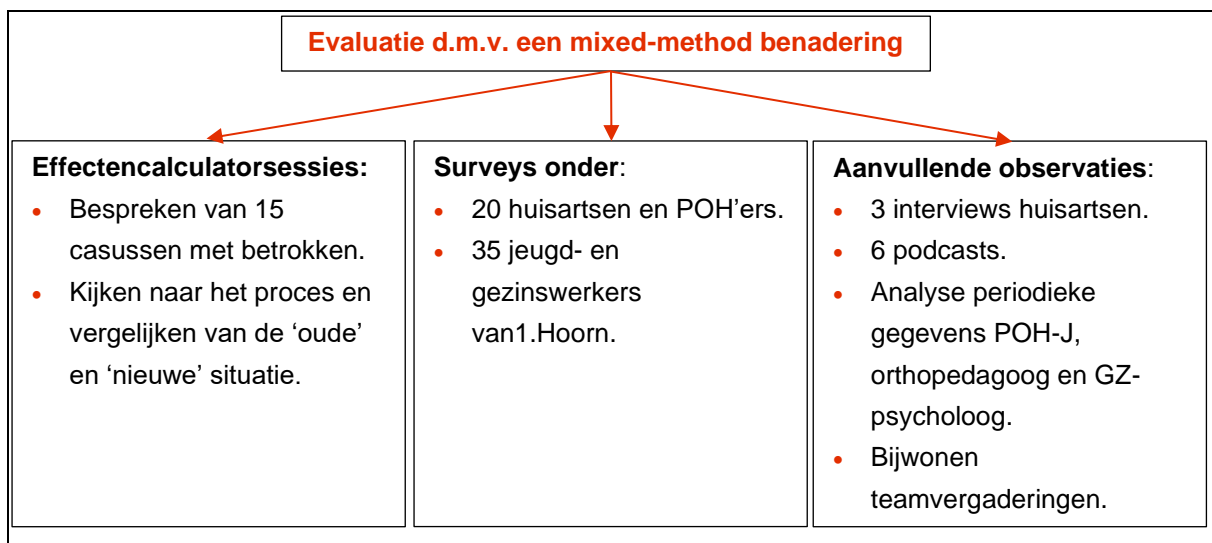 Evaluatie d.m.v. een mixed-method benadering
Effectencalculatorsessies:
• Bespreken van 15
casussen met betrokken.
• Kijken naar het proces en
vergelijken van de ‘oude’
en ‘nieuwe’ situatie.
Surveys onder:
• 20 huisartsen en POH’ers.
• 35 jeugd- en
gezinswerkers
van1.Hoorn.
Aanvullende observaties:
• 3 interviews huisartsen.
• 6 podcasts.
• Analyse periodieke
gegevens POH-J,
orthopedagoog en GZ-
psycholoog.
• Bijwonen
teamvergaderingen.